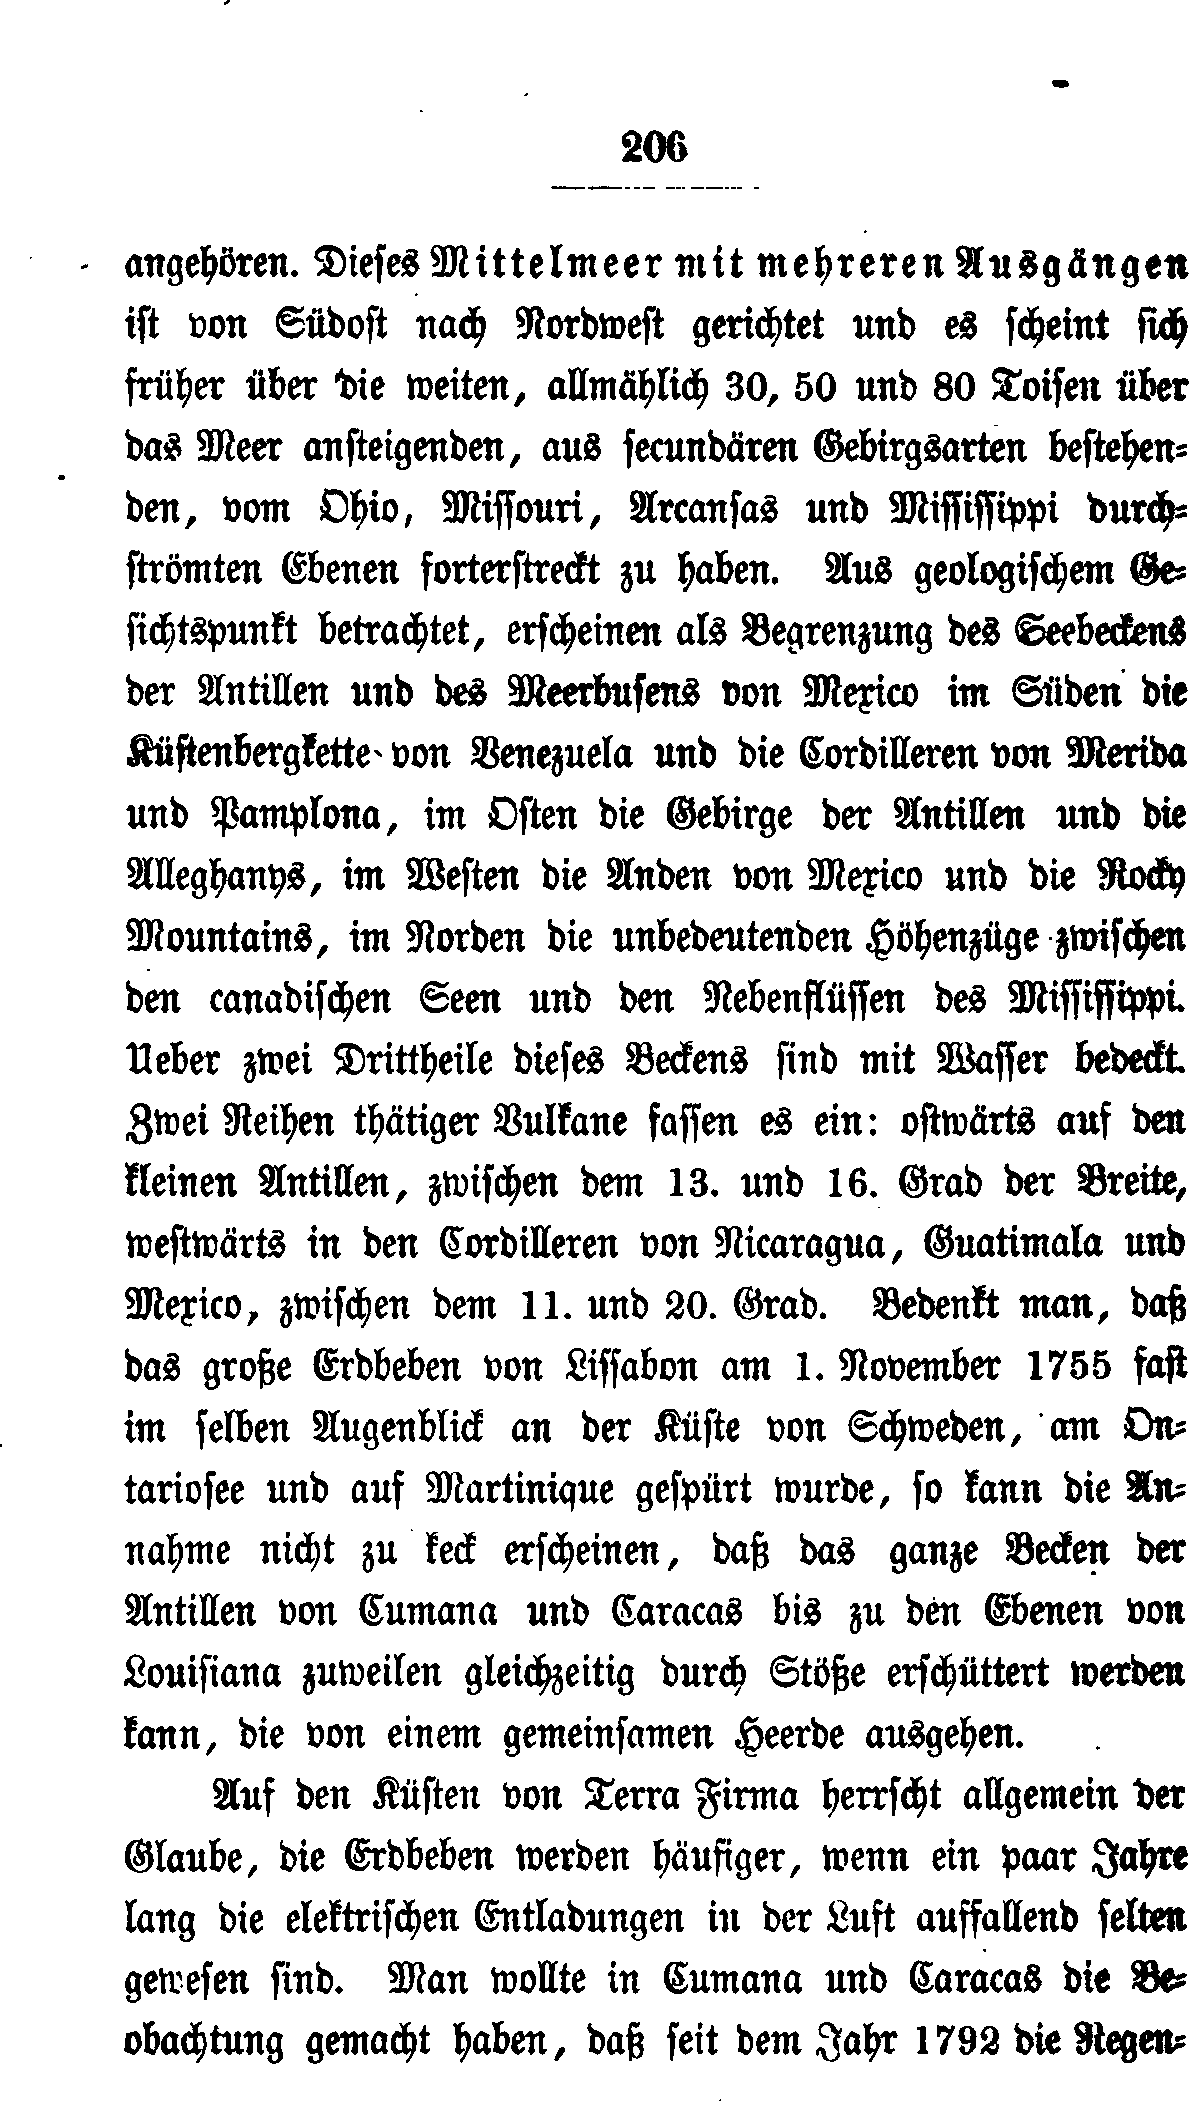 206
angehören. Dieses Mittelmeer mit mehreren Ausgängen
ist von Südost nach Nordwest gerichtet und es scheint sich
früher über die weiten, allmählich 30, 50 und 80 Toisen über
das Meer ansteigenden, aus secundären Gebirgsarten bestehen-
den, vom Ohio, Missouri, Arcansas und Mississippi durch-
strömten Ebenen forterstreckt zu haben. Aus geologischem Ge-
sichtspunkt betrachtet, erscheinen als Begrenzung des Seebeckens
der Antillen und des Meerbusens von Mexico im Süden die
Küstenbergkette von Venezuela und die Cordilleren von Merida
und Pamplona, im Osten die Gebirge der Antillen und die
Alleghanys, im Westen die Anden von Mexico und die Rocky
Mountains, im Norden die unbedeutenden Höhenzüge zwischen
den canadischen Seen und den Nebenflüssen des Mississippi.
Ueber zwei Drittheile dieses Beckens sind mit Wasser bedeckt.
Zwei Reihen thätiger Vulkane fassen es ein: ostwärts auf den
kleinen Antillen, zwischen dem 13. und 16. Grad der Breite,
westwärts in den Cordilleren von Nicaragua, Guatimala und
Mexico, zwischen dem 11. und 20. Grad. Bedenkt man, daß
das große Erdbeben von Lissabon am 1. November 1755 fast
im selben Augenblick an der Küste von Schweden, am On-
tariosee und auf Martinique gespürt wurde, so kann die An-
nahme nicht zu keck erscheinen, daß das ganze Becken der
Antillen von Cumana und Caracas bis zu den Ebenen von
Louisiana zuweilen gleichzeitig durch Stöße erschüttert werden
kann, die von einem gemeinsamen Heerde ausgehen.
Auf den Küsten von Terra Firma herrscht allgemein der
Glaube, die Erdbeben werden häufiger, wenn ein paar Jahre
lang die elektrischen Entladungen in der Luft auffallend selten
gewesen sind. Man wollte in Cumana und Caracas die Be-
obachtung gemacht haben, daß seit dem Jahr 1792 die Regen-